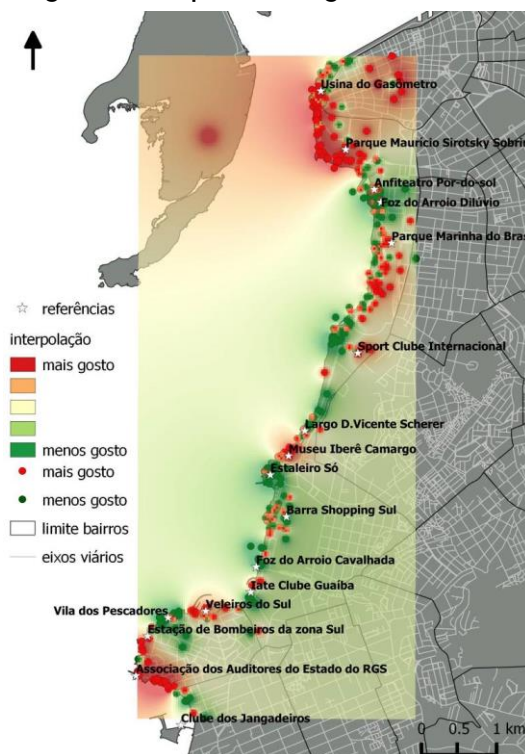 Usina do Gasômetro
Parque Maurício Sirotsky Sobrin
Anfiteatro Pôr-do-sol
Foz do Arroio Dilúvio
Parque Marinha do Bras
referências
interpolação
mais gosto
menos gosto
mais gosto
menos gosto
limite bairros
eixos viários
Sport Clube Internacional
Largo D.Vicente Scherer
Museu Iberê Camargo
Estaleiro Só
Barra Shopping Sul
Foz do Arroio Cavalhada
Iate Clube Guaíba
Veleiros do Sul
Vila dos Pescadores
Estação de Bombeiros da zona Sul
Associação dos Auditores do Estado do RGS
Clube dos Jangadeiros
0 0.5 1 km